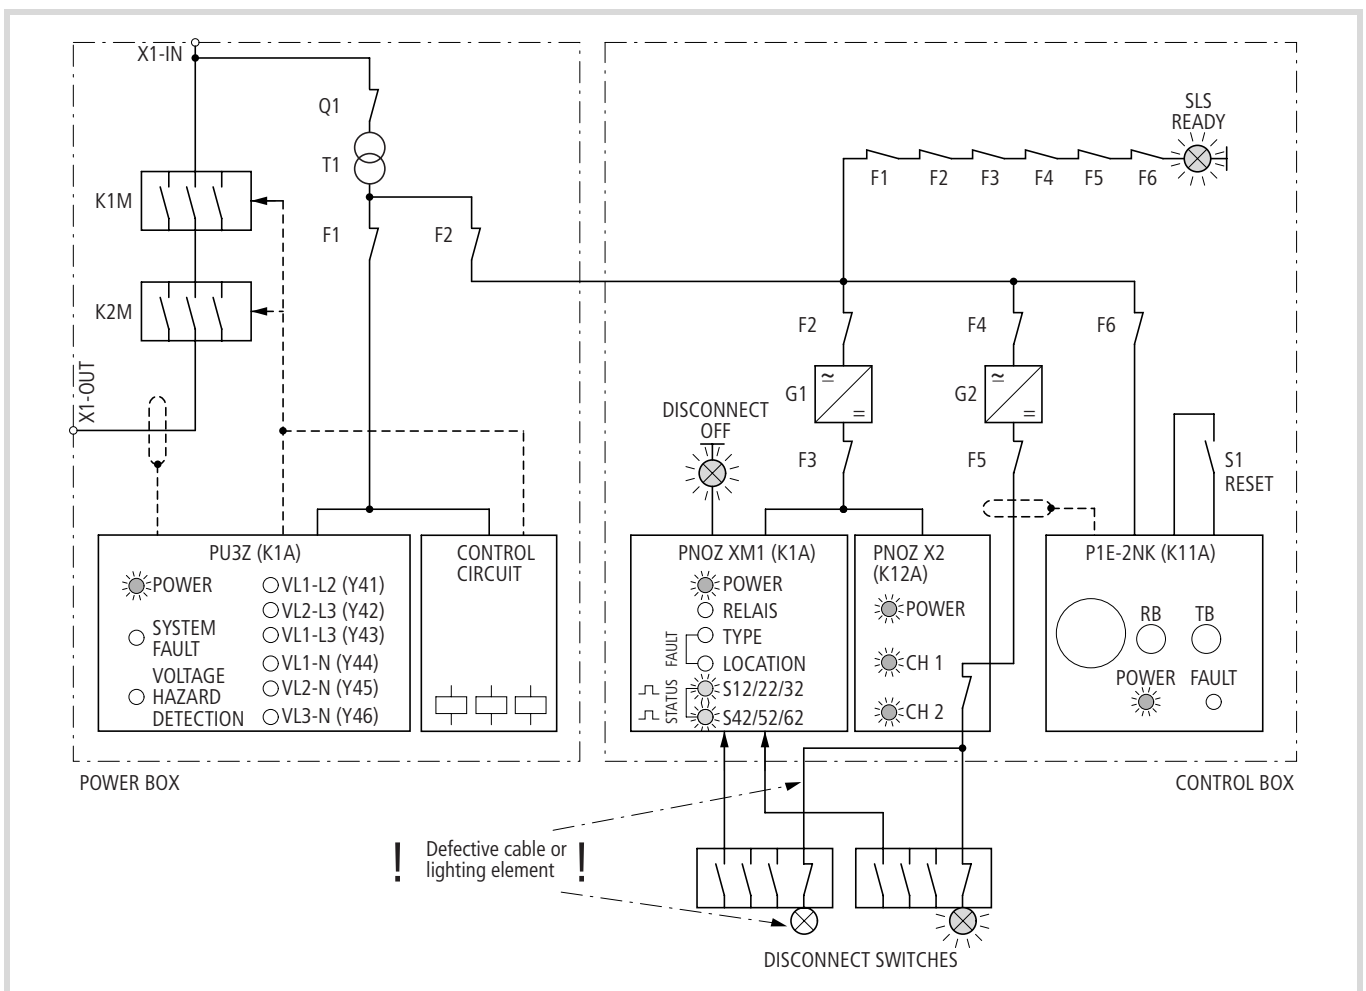 X1-IN
Q1
T1
K1M
F1
F2
K2M
X1-OUT
SLS
READY
F1
F2
F3
F4
F5
F6
F2
F4
F6
G1
G2
DISCONNECT
OFF
F3
F5
S1
RESET
PU3Z (K1A)
POWER
SYSTEM
FAULT
VOLTAGE
HAZARD
DETECTION
VL1-L2 (Y41)
VL2-L3 (Y42)
VL1-L3 (Y43)
VL1-N (Y44)
VL2-N (Y45)
VL3-N (Y46)
CONTROL
CIRCUIT
PNOZ XM1 (K1A)
POWER
RELAIS
FAULT
TYPE
LOCATION
STATUS
S12/22/32
S42/52/62
PNOZ X2
(K12A)
POWER
CH 1
CH 2
P1E-2NK (K11A)
RB
TB
POWER
FAULT
POWER BOX
CONTROL BOX
! Defective cable or !
lighting element
DISCONNECT SWITCHES